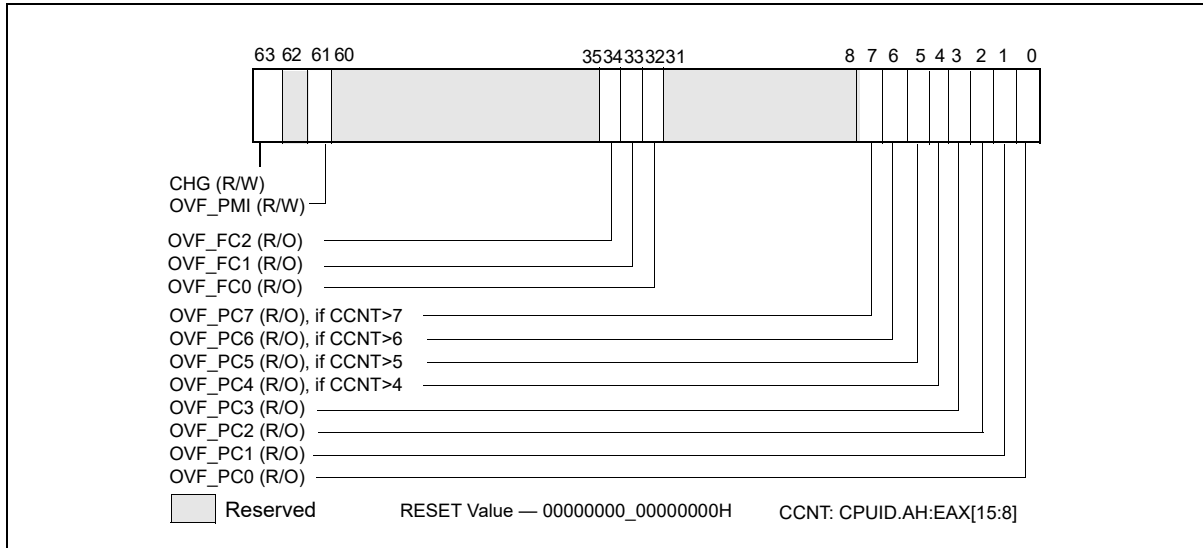 63 62 61 60 35 34 33 32 31 8 7 6 5 4 3 2 1 0
CHG (R/W)
OVF_PMI (R/W)
OVF_FC2 (R/O)
OVF_FC1 (R/O)
OVF_FC0 (R/O)
OVF_PC7 (R/O), if CCNT>7
OVF_PC6 (R/O), if CCNT>6
OVF_PC5 (R/O), if CCNT>5
OVF_PC4 (R/O), if CCNT>4
OVF_PC3 (R/O)
OVF_PC2 (R/O)
OVF_PC1 (R/O)
OVF_PC0 (R/O)
Reserved RESET Value — 00000000_00000000H CCNT: CPUID.AH:EAX[15:8]